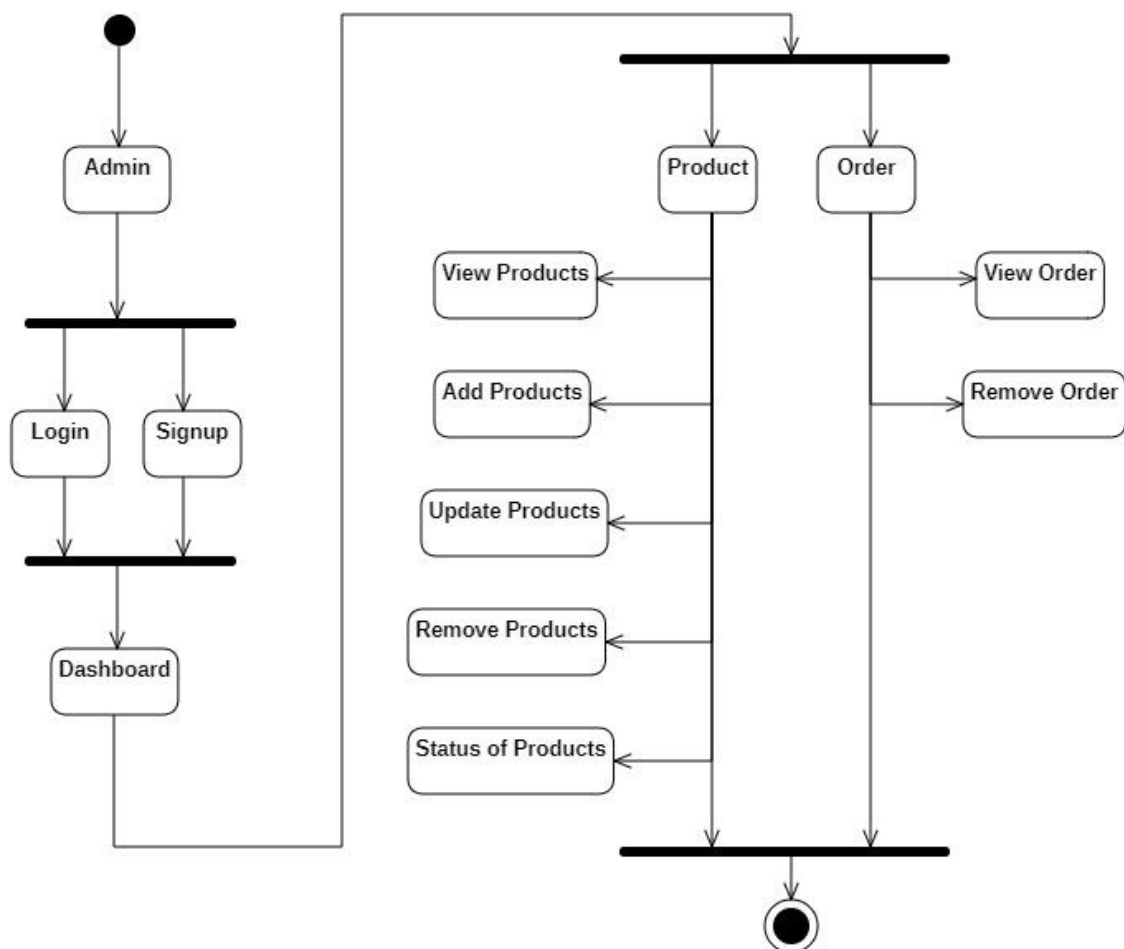 Admin
Login
Signup
Dashboard
Product
Order
View Products
Add Products
Update Products
Remove Products
Status of Products
View Order
Remove Order